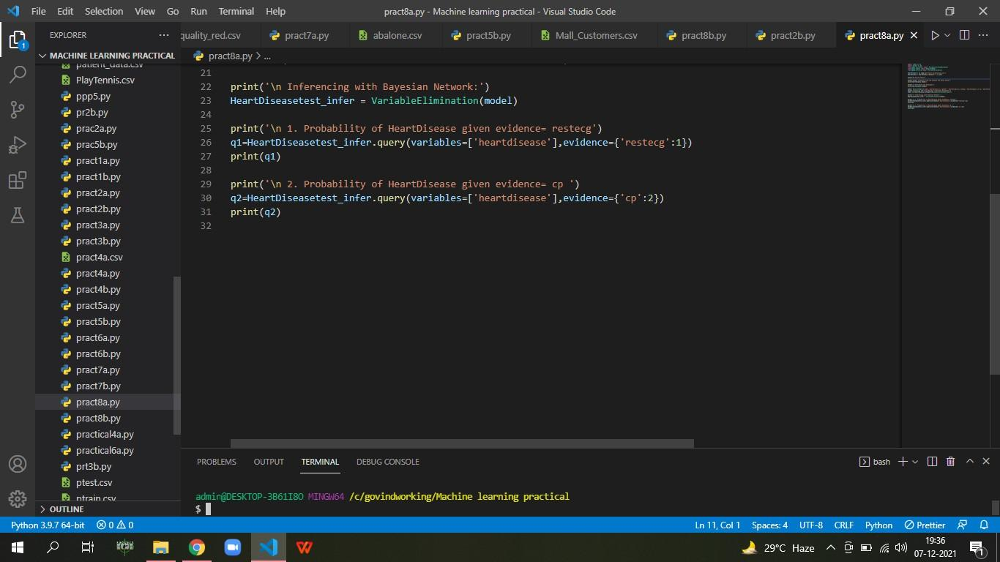 File Edit Selection View Go Run Terminal Help pract8a.py - Machine learning practical - Visual Studio Code
EXPLORER ···
quality_red.csv pract7a.py abalone.csv pract5b.py Mall_Customers.csv pract8b.py pract2b.py pract8a.py
1
MACHINE LEARNING PRACTICAL
pract8a.py > ...
patient_data.csv
PlayTennis.csv
ppp5.py
pr2b.py
prac2a.py
prac5b.py
pract1a.py
pract1b.py
pract2a.py
pract2b.py
pract3a.py
pract3b.py
pract4a.csv
pract4a.py
pract4b.py
pract5a.py
pract5b.py
pract6a.py
pract6b.py
pract7a.py
pract7b.py
pract8a.py
pract8b.py
practical4a.py
practical6a.py
prt3b.py
ptest.csv
ptrain.csv
OUTLINE
21
22 print('\n Inferencing with Bayesian Network:')
23 HeartDiseasetest_infer = VariableElimination(model)
24
25 print('\n 1. Probability of HeartDisease given evidence= restecg')
26 q1=HeartDiseasetest_infer.query(variables=['heartdisease'],evidence={'restecg':1})
27 print(q1)
28
29 print('\n 2. Probability of HeartDisease given evidence= cp ')
30 q2=HeartDiseasetest_infer.query(variables=['heartdisease'],evidence={'cp':2})
31 print(q2)
32
PROBLEMS OUTPUT TERMINAL DEBUG CONSOLE bash
admin@DESKTOP-3B61I8O MINGW64 /c/govindworking/Machine learning practical
$
Python 3.9.7 64-bit 0 0 Ln 11, Col 1 Spaces: 4 UTF-8 CRLF Python Prettier
29°C Haze
19:36
07-12-2021
1